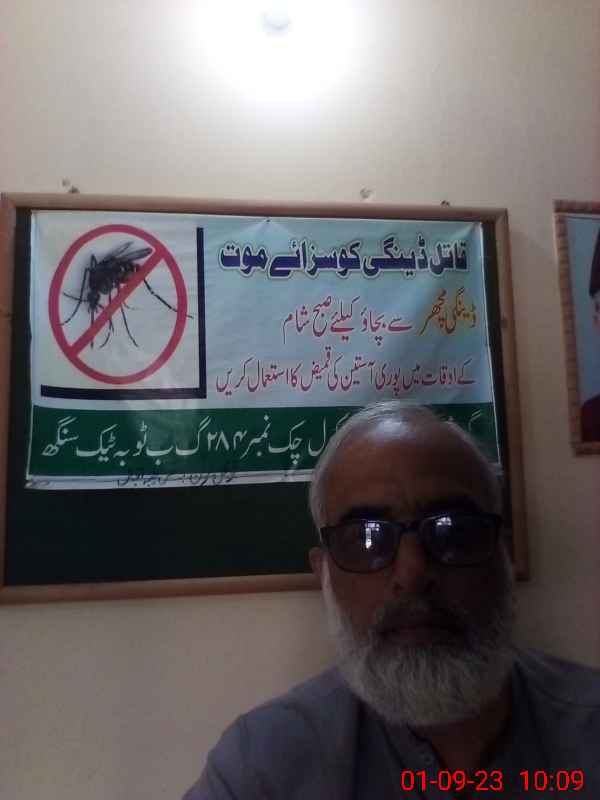 قاتل ڈینگی کو سزائے موت
ڈینگی مچھر سے بچاؤ کیلئے صبح شام
کے اوقات میں پوری آستین کی قمیض کا استعمال کریں
چک نمبر ۲۸۴ گ ب ٹوبہ ٹیک سنگھ
01-09-23 10:09